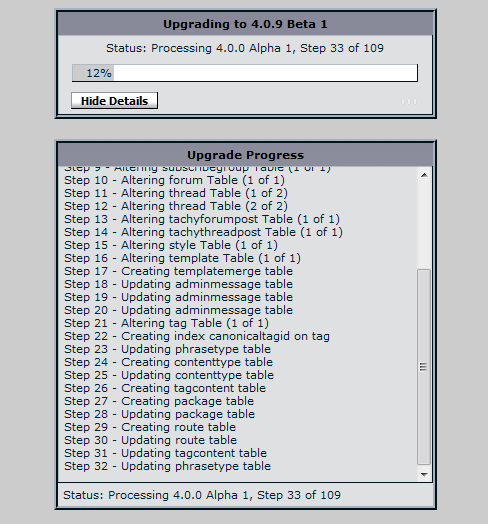 Upgrading to 4.0.9 Beta 1
Status: Processing 4.0.0 Alpha 1, Step 33 of 109
12%
Hide Details
Upgrade Progress
Step 9 - Altering subscribegroup Table (1 of 1)
Step 10 - Altering forum Table (1 of 1)
Step 11 - Altering thread Table (1 of 2)
Step 12 - Altering thread Table (2 of 2)
Step 13 - Altering tachyforumpost Table (1 of 1)
Step 14 - Altering tachythreadpost Table (1 of 1)
Step 15 - Altering style Table (1 of 1)
Step 16 - Altering template Table (1 of 1)
Step 17 - Creating templatemerge table
Step 18 - Updating adminmessage table
Step 19 - Updating adminmessage table
Step 20 - Updating adminmessage table
Step 21 - Altering tag Table (1 of 1)
Step 22 - Creating index canonicaltagid on tag
Step 23 - Updating phrasetype table
Step 24 - Creating contenttype table
Step 25 - Updating contenttype table
Step 26 - Creating tagcontent table
Step 27 - Creating package table
Step 28 - Updating package table
Step 29 - Creating route table
Step 30 - Updating route table
Step 31 - Updating tagcontent table
Step 32 - Updating phrasetype table
Status: Processing 4.0.0 Alpha 1, Step 33 of 109